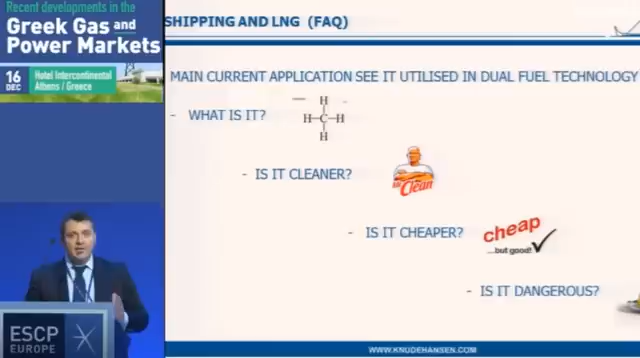 Recent developments in the
Greek Gas and
Power Markets
16
DEC
Hotel Intercontinental
Athens / Greece
SHIPPING AND LNG (FAQ)
MAIN CURRENT APPLICATION SEE IT UTILISED IN DUAL FUEL TECHNOLOGY
- WHAT IS IT?
H
H-C-H
H
- IS IT CLEANER?
Mr
Clean
- IS IT CHEAPER?
cheap
...but good!
- IS IT DANGEROUS?
ESCP
EUROPE
WWW.KNUDEHANSEN.COM